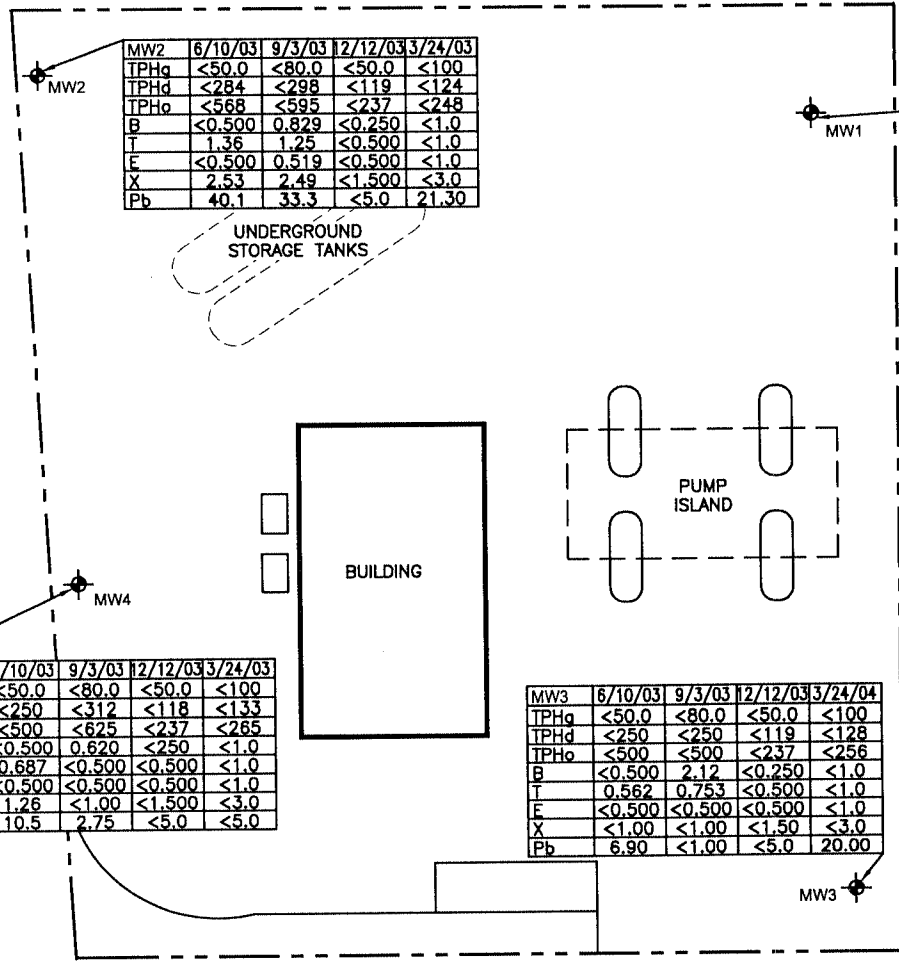 MW2 6/10/03 9/3/03 12/12/03 3/24/03
TPHg <50.0 <80.0 <50.0 <100
TPHd <284 <298 <119 <124
TPHo <568 <595 <237 <248
B <0.500 0.829 <0.250 <1.0
T 1.36 1.25 <0.500 <1.0
E <0.500 0.519 <0.500 <1.0
X 2.53 2.49 <1.500 <3.0
Pb 40.1 33.3 <5.0 21.30
MW2
MW1
UNDERGROUND
STORAGE TANKS
PUMP
ISLAND
BUILDING
MW4
/10/03 9/3/03 12/12/03 3/24/03
<50.0 <80.0 <50.0 <100
<250 <312 <118 <133
<500 <625 <237 <265
<0.500 0.620 <250 <1.0
0.687 <0.500 <0.500 <1.0
<0.500 <0.500 <0.500 <1.0
1.26 <1.00 <1.500 <3.0
10.5 2.75 <5.0 <5.0
MW3 6/10/03 9/3/03 12/12/03 3/24/04
TPHg <50.0 <80.0 <50.0 <100
TPHd <250 <250 <119 <128
TPHo <500 <500 <237 <256
B <0.500 2.12 <0.250 <1.0
T 0.562 0.753 <0.500 <1.0
E <0.500 <0.500 <0.500 <1.0
X <1.00 <1.00 <1.50 <3.0
Pb 6.90 <1.00 <5.0 20.00
MW3